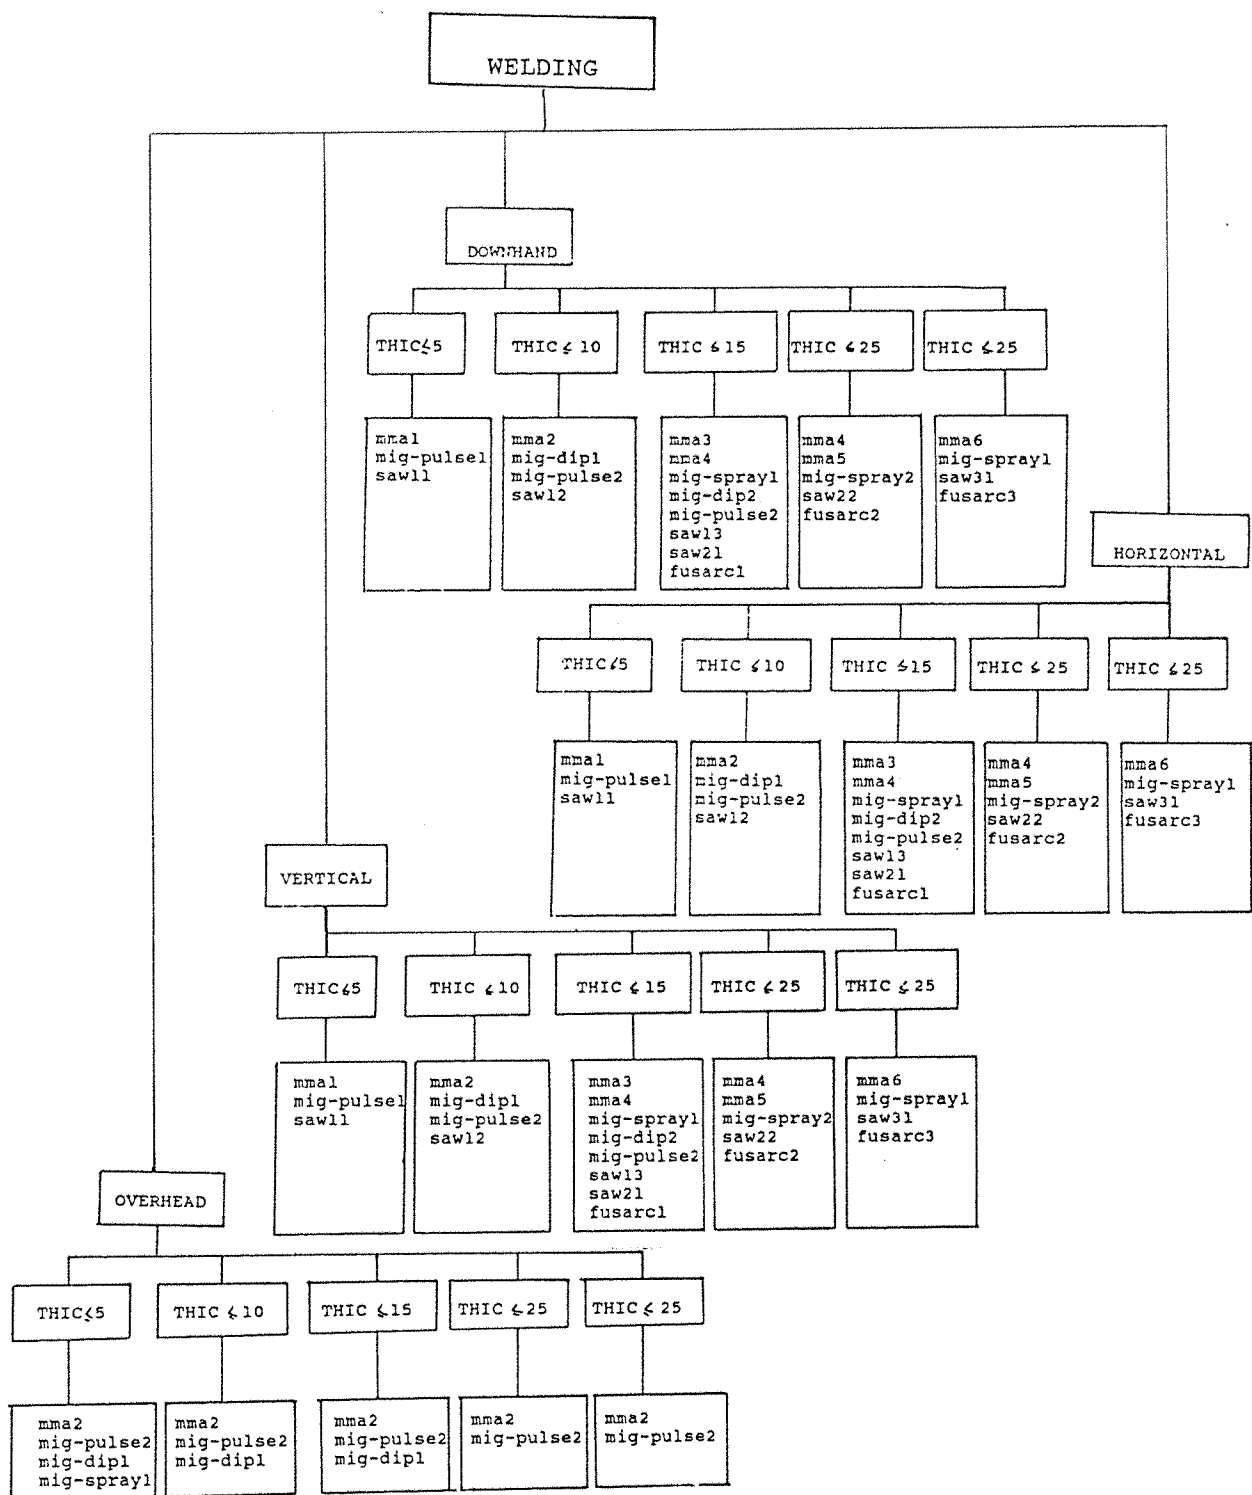 WELDING
DOWNHAND
THIC≤5
THIC ≤ 10
THIC ≤ 15
THIC ≤ 25
THIC ≤ 25
mma1
mig-pulse1
saw11
mma2
mig-dip1
mig-pulse2
saw12
mma3
mma4
mig-spray1
mig-dip2
mig-pulse2
saw13
saw21
fusarc1
mma4
mma5
mig-spray2
saw22
fusarc2
mma6
mig-spray1
saw31
fusarc3
HORIZONTAL
THIC≤5
THIC ≤10
THIC ≤15
THIC ≤ 25
THIC ≤ 25
mma1
mig-pulse1
saw11
mma2
mig-dip1
mig-pulse2
saw12
mma3
mma4
mig-spray1
mig-dip2
mig-pulse2
saw13
saw21
fusarc1
mma4
mma5
mig-spray2
saw22
fusarc2
mma6
mig-spray1
saw31
fusarc3
VERTICAL
THIC≤5
THIC ≤10
THIC ≤15
THIC ≤ 25
THIC ≤ 25
mma1
mig-pulse1
saw11
mma2
mig-dip1
mig-pulse2
saw12
mma3
mma4
mig-spray1
mig-dip2
mig-pulse2
saw13
saw21
fusarc1
mma4
mma5
mig-spray2
saw22
fusarc2
mma6
mig-spray1
saw31
fusarc3
OVERHEAD
THIC≤5
THIC ≤10
THIC ≤15
THIC ≤25
THIC ≤ 25
mma2
mig-pulse2
mig-dip1
mig-spray1
mma2
mig-pulse2
mig-dip1
mma2
mig-pulse2
mig-dip1
mma2
mig-pulse2
mma2
mig-pulse2